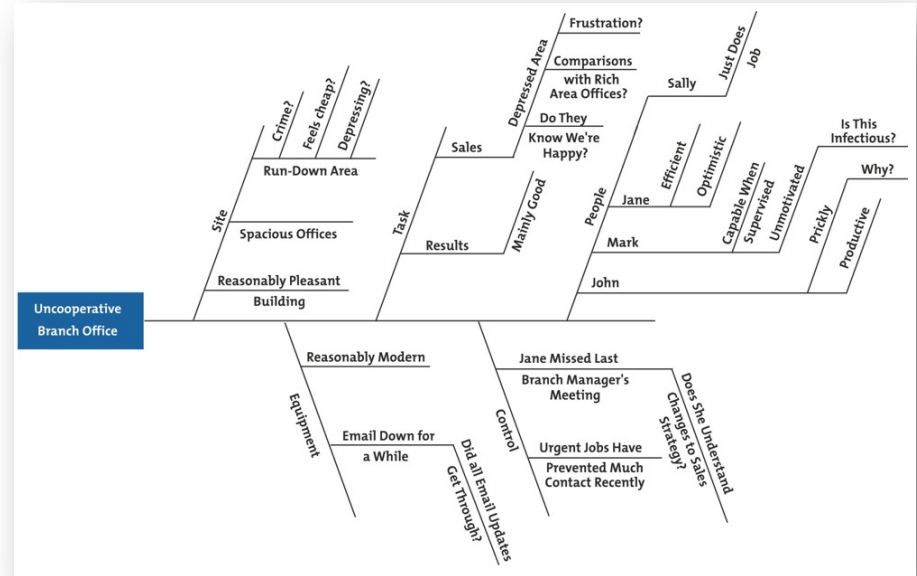 Uncooperative
Branch Office
Site
Crime?
Feels cheap?
Depressing?
Run-Down Area
Spacious Offices
Reasonably Pleasant
Building
Task
Sales
Depressed Area
Frustration?
Comparisons
with Rich
Area Offices?
Do They
Know We're
Happy?
Results
Mainly Good
People
Sally
Just Does
Job
Jane
Efficient
Optimistic
Mark
Capable When
Supervised
Unmotivated
Is This
Infectious?
John
Prickly
Why?
Productive
Equipment
Reasonably Modern
Email Down for
a While
Did all Email Updates
Get Through?
Control
Jane Missed Last
Branch Manager's
Meeting
Does She Understand
Changes to Sales
Strategy?
Urgent Jobs Have
Prevented Much
Contact Recently